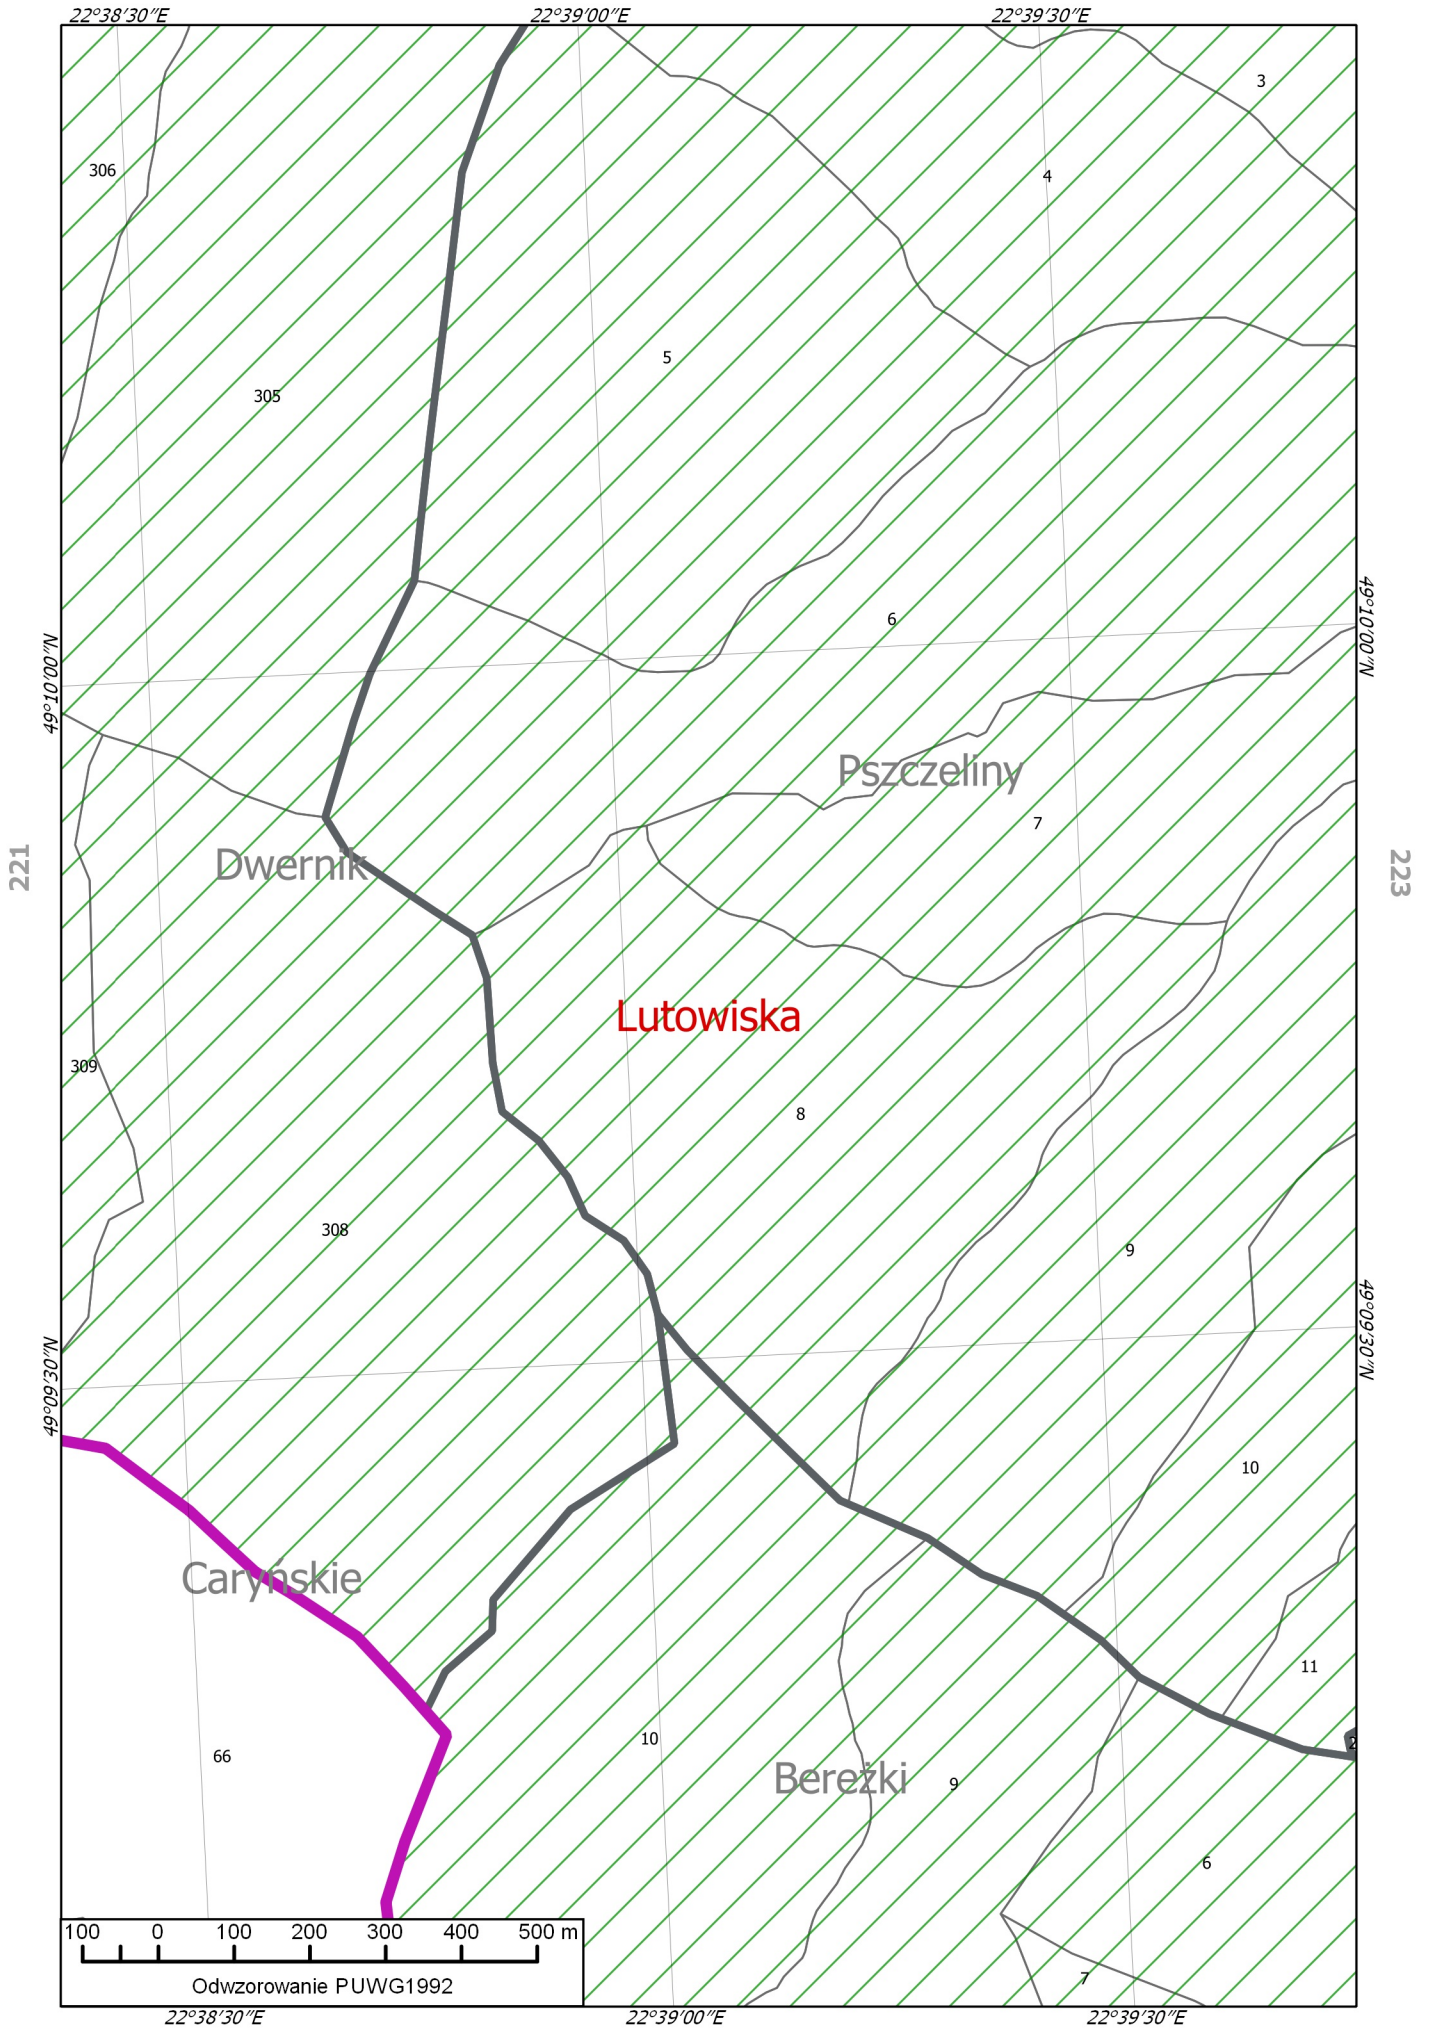 22°38'30"E
22°39'00"E
22°39'30"E
3
306
4
5
305
49°10'00"N
49°10'00"N
6
Pszczeliny
7
Dwernik
221
223
Lutowiska
309
8
308
9
49°09'30"N
49°09'30"N
10
Caryńskie
11
66
10
2
Bereżki
9
6
100 0 100 200 300 400 500 m
7
Odwzorowanie PUWG1992
22°38'30"E
22°39'00"E
22°39'30"E